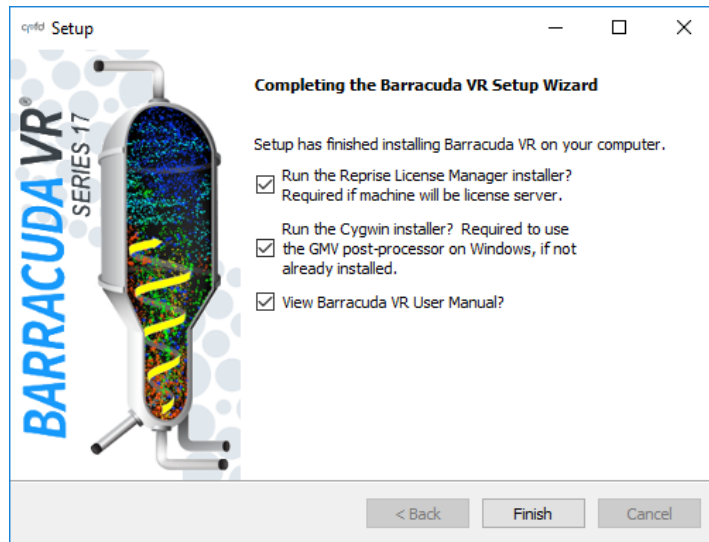 cpfd Setup
Completing the Barracuda VR Setup Wizard
Setup has finished installing Barracuda VR on your computer.
Run the Reprise License Manager installer?
Required if machine will be license server.
Run the Cygwin installer?  Required to use
the GMV post-processor on Windows, if not
already installed.
View Barracuda VR User Manual?
BARRACUDA VR®
SERIES 17
< Back
Finish
Cancel